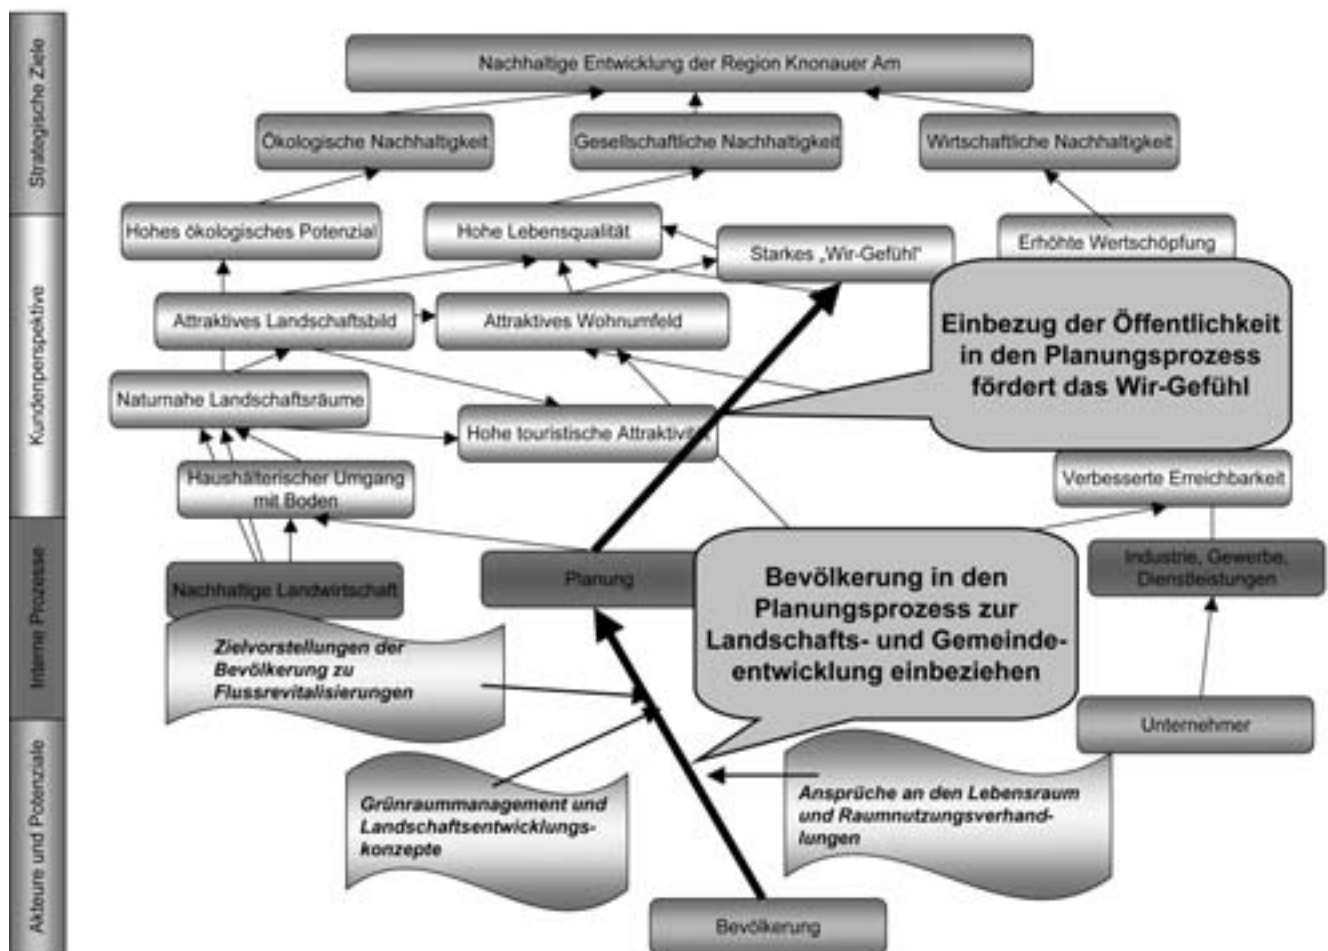 Strategische Ziele
Nachhaltige Entwicklung der Region Knonauer Am
Ökologische Nachhaltigkeit
Gesellschaftliche Nachhaltigkeit
Wirtschaftliche Nachhaltigkeit
Kundenperspektive
Hohes ökologisches Potenzial
Hohe Lebensqualität
Starkes „Wir-Gefühl"
Erhöhte Wertschöpfung
Attraktives Landschaftsbild
Attraktives Wohnumfeld
Einbezug der Öffentlichkeit
in den Planungsprozess
fördert das Wir-Gefühl
Naturnahe Landschaftsräume
Hohe touristische Attraktivität
Haushälterischer Umgang
mit Boden
Verbesserte Erreichbarkeit
Interne Prozesse
Nachhaltige Landwirtschaft
Planung
Bevölkerung in den
Planungsprozess zur
Landschafts- und Gemeinde-
entwicklung einbeziehen
Industrie, Gewerbe,
Dienstleistungen
Zielvorstellungen der
Bevölkerung zu
Flussrevitalisierungen
Akteure und Potenziale
Unternehmer
Grünraummanagement und
Landschaftsentwicklungs-
konzepte
Ansprüche an den Lebensraum
und Raumnutzungsverhand-
lungen
Bevölkerung